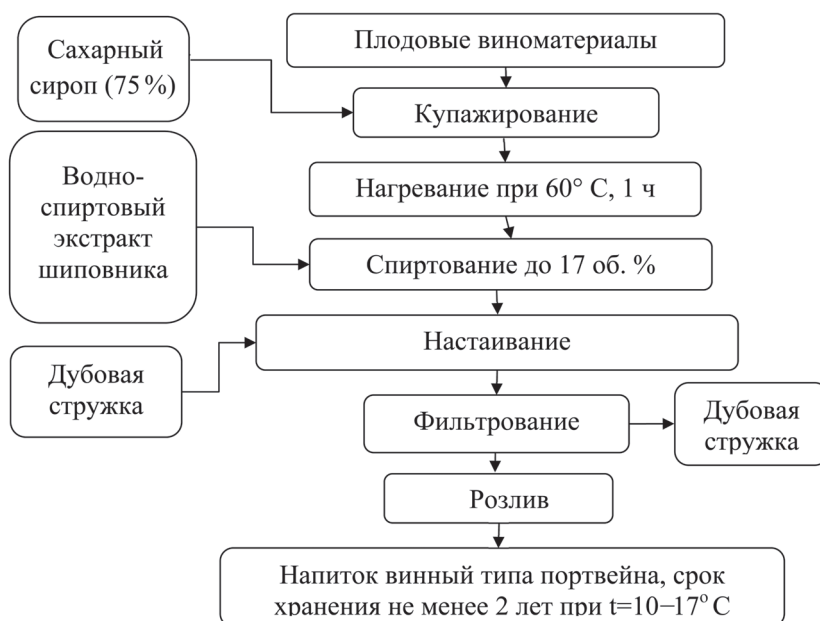 Плодовые виноматериалы
Сахарный
сироп (75 %)
Купажирование
Нагревание при 60° С, 1 ч
Водно-
спиртовый
экстракт
шиповника
Спиртование до 17 об. %
Настаивание
Дубовая
стружка
Фильтрование
Дубовая
стружка
Розлив
Напиток винный типа портвейна, срок
хранения не менее 2 лет при t=10–17° С